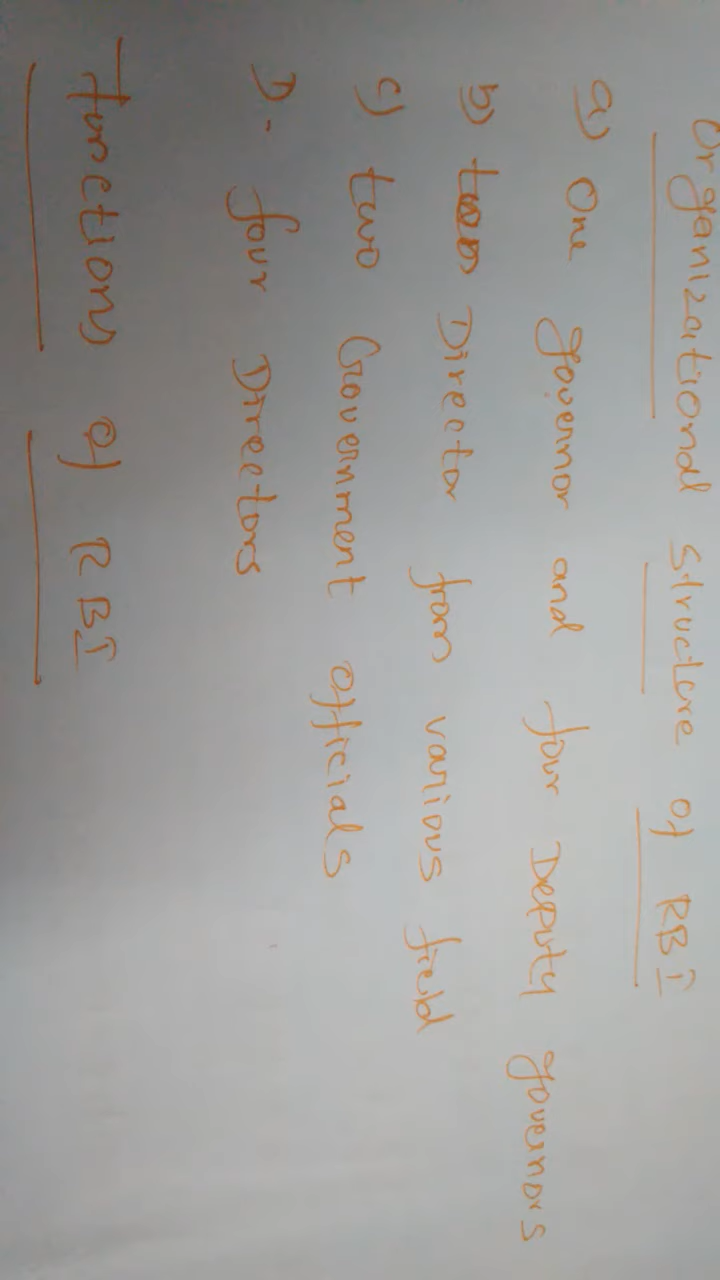 Organizational structure of RBI
a) One governor and four Deputy governors
b) Director from various field
c) two Government officials
D. four Directors
Functions of RBI